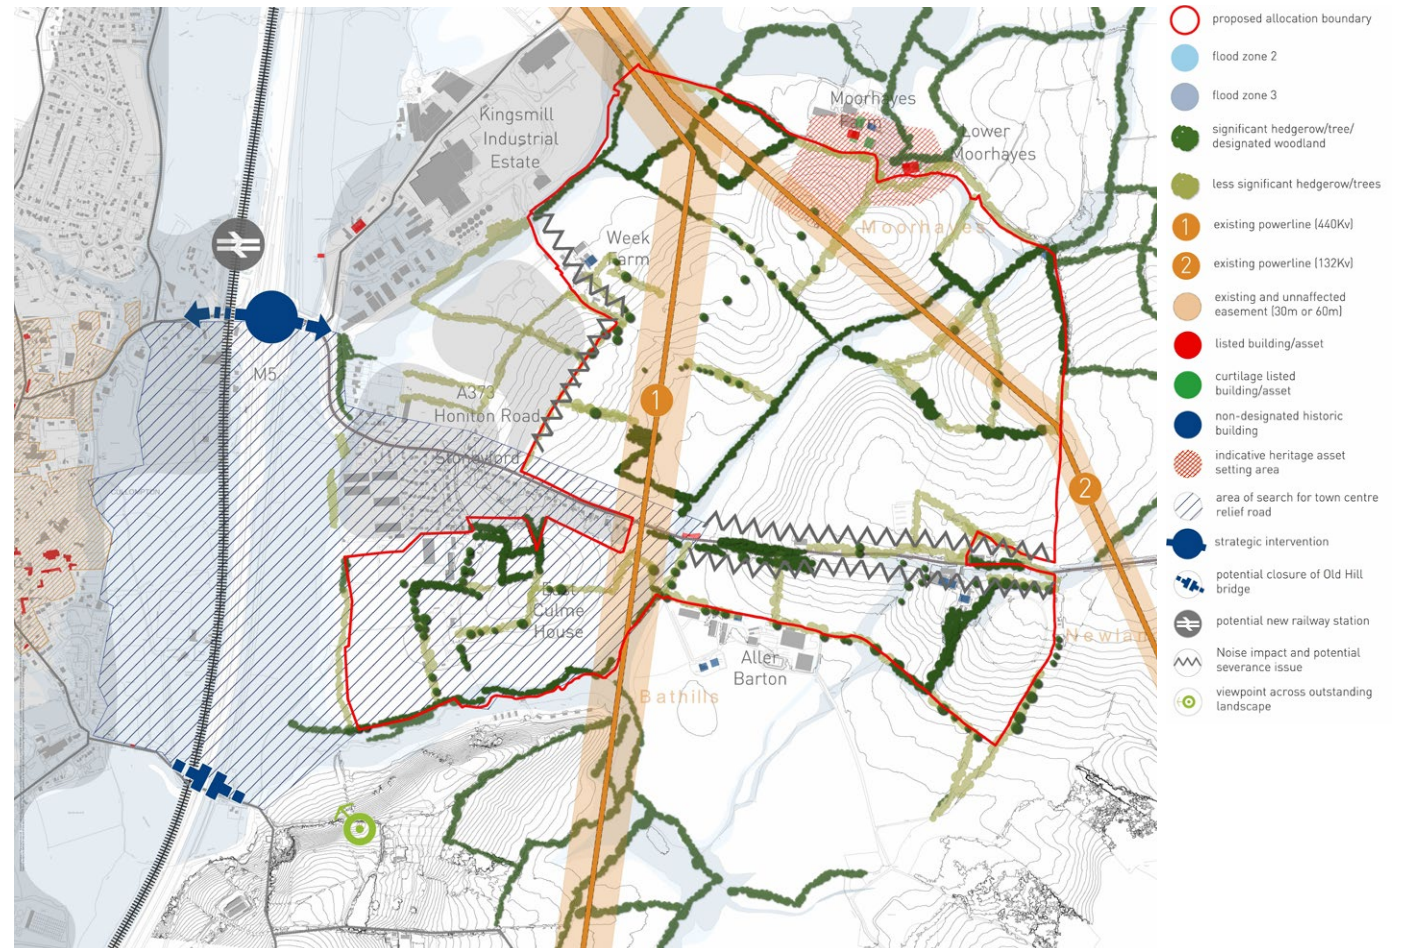 Kingsmill
Industrial
Estate
Moorhayes
Farm
Lower
Moorhayes
Moorhayes
Week
Farm
M5
A373
Honiton Road
Stoneyford
CULLOMPTON
1
2
East
Culme
House
Aller
Barton
Bathills
proposed allocation boundary
flood zone 2
flood zone 3
significant hedgerow/tree/
designated woodland
less significant hedgerow/trees
1
existing powerline (440Kv)
2
existing powerline (132Kv)
existing and unnaffected
easement (30m or 60m)
listed building/asset
curtilage listed
building/asset
non-designated historic
building
indicative heritage asset
setting area
area of search for town centre
relief road
strategic intervention
potential closure of Old Hill
bridge
potential new railway station
Noise impact and potential
severance issue
viewpoint across outstanding
landscape